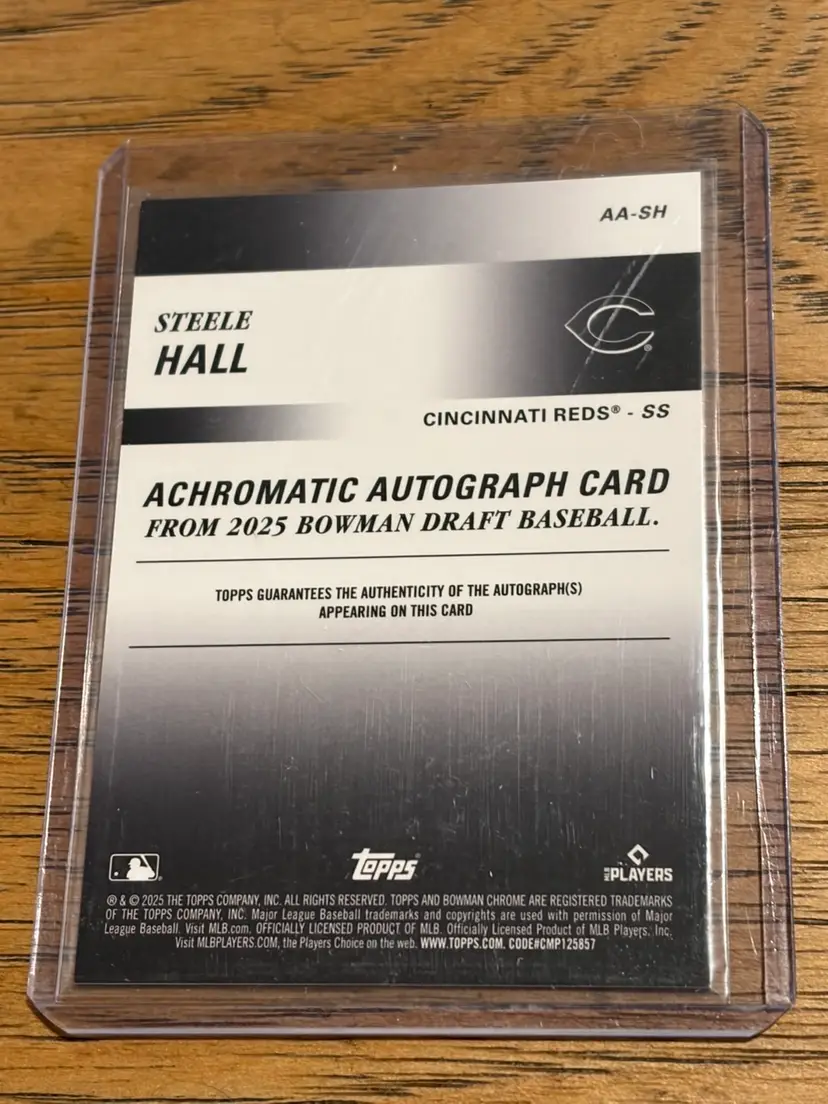 AA-SH
STEELE
HALL
CINCINNATI REDS® - SS
ACHROMATIC AUTOGRAPH CARD
FROM 2025 BOWMAN DRAFT BASEBALL.
TOPPS GUARANTEES THE AUTHENTICITY OF THE AUTOGRAPH(S)
APPEARING ON THIS CARD
topps
MLB PLAYERS
® & © 2025 THE TOPPS COMPANY, INC. ALL RIGHTS RESERVED. TOPPS AND BOWMAN CHROME ARE REGISTERED TRADEMARKS
OF THE TOPPS COMPANY, INC. Major League Baseball trademarks and copyrights are used with permission of Major
League Baseball. Visit MLB.com. OFFICIALLY LICENSED PRODUCT OF MLB. Officially Licensed Product of MLB Players, Inc.
Visit MLBPLAYERS.COM, the Players Choice on the web. WWW.TOPPS.COM. CODE#CMP125857